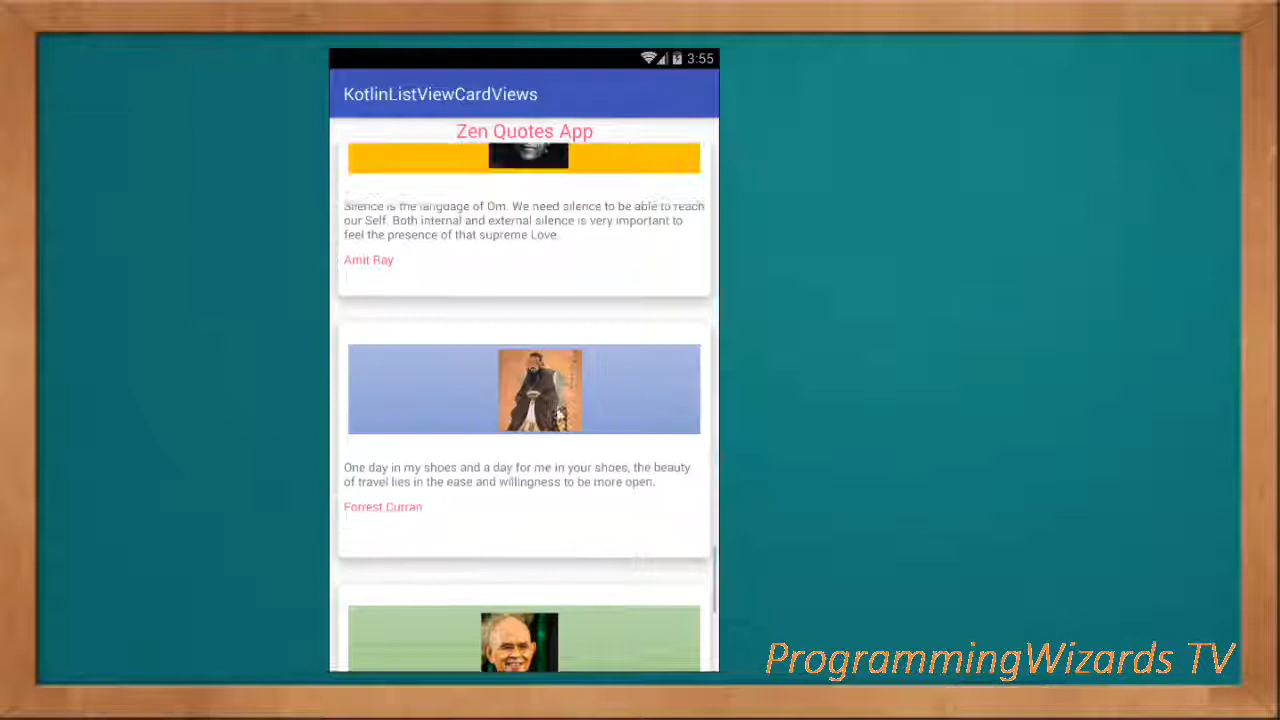 3:55
KotlinListViewCardViews
Zen Quotes App
Silence is the language of Om. We need silence to be able to reach
our Self. Both internal and external silence is very important to
feel the presence of that supreme Love.
Amit Ray
One day in my shoes and a day for me in your shoes, the beauty
of travel lies in the ease and willingness to be more open.
Forrest Curran
ProgrammingWizards TV